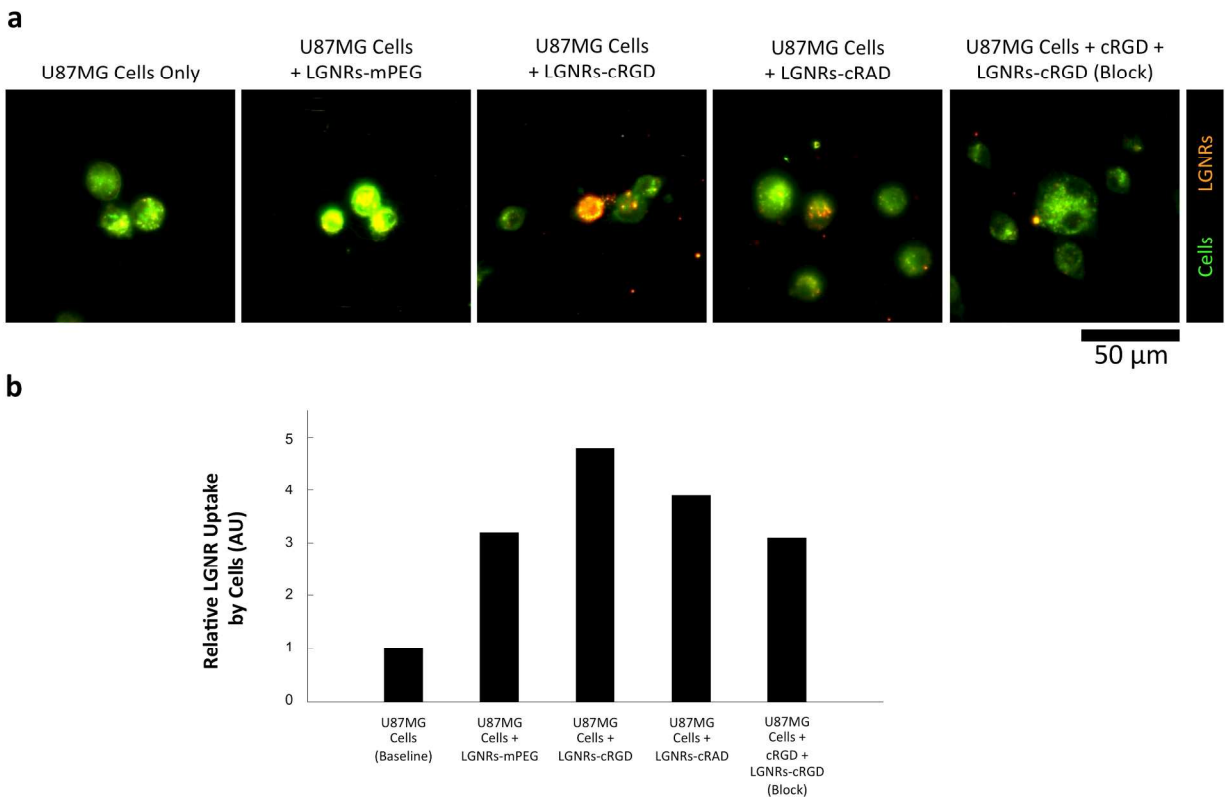 a
U87MG Cells Only
U87MG Cells
+ LGNRs-mPEG
U87MG Cells
+ LGNRs-cRGD
U87MG Cells
+ LGNRs-cRAD
U87MG Cells + cRGD +
LGNRs-cRGD (Block)
LGNRs
Cells
50 μm
b
Relative LGNR Uptake
by Cells (AU)
5
4
3
2
1
0
U87MG
Cells
(Baseline)
U87MG
Cells +
LGNRs-mPEG
U87MG
Cells +
LGNRs-cRGD
U87MG
Cells +
LGNRs-cRAD
U87MG
Cells +
cRGD +
LGNRs-cRGD
(Block)